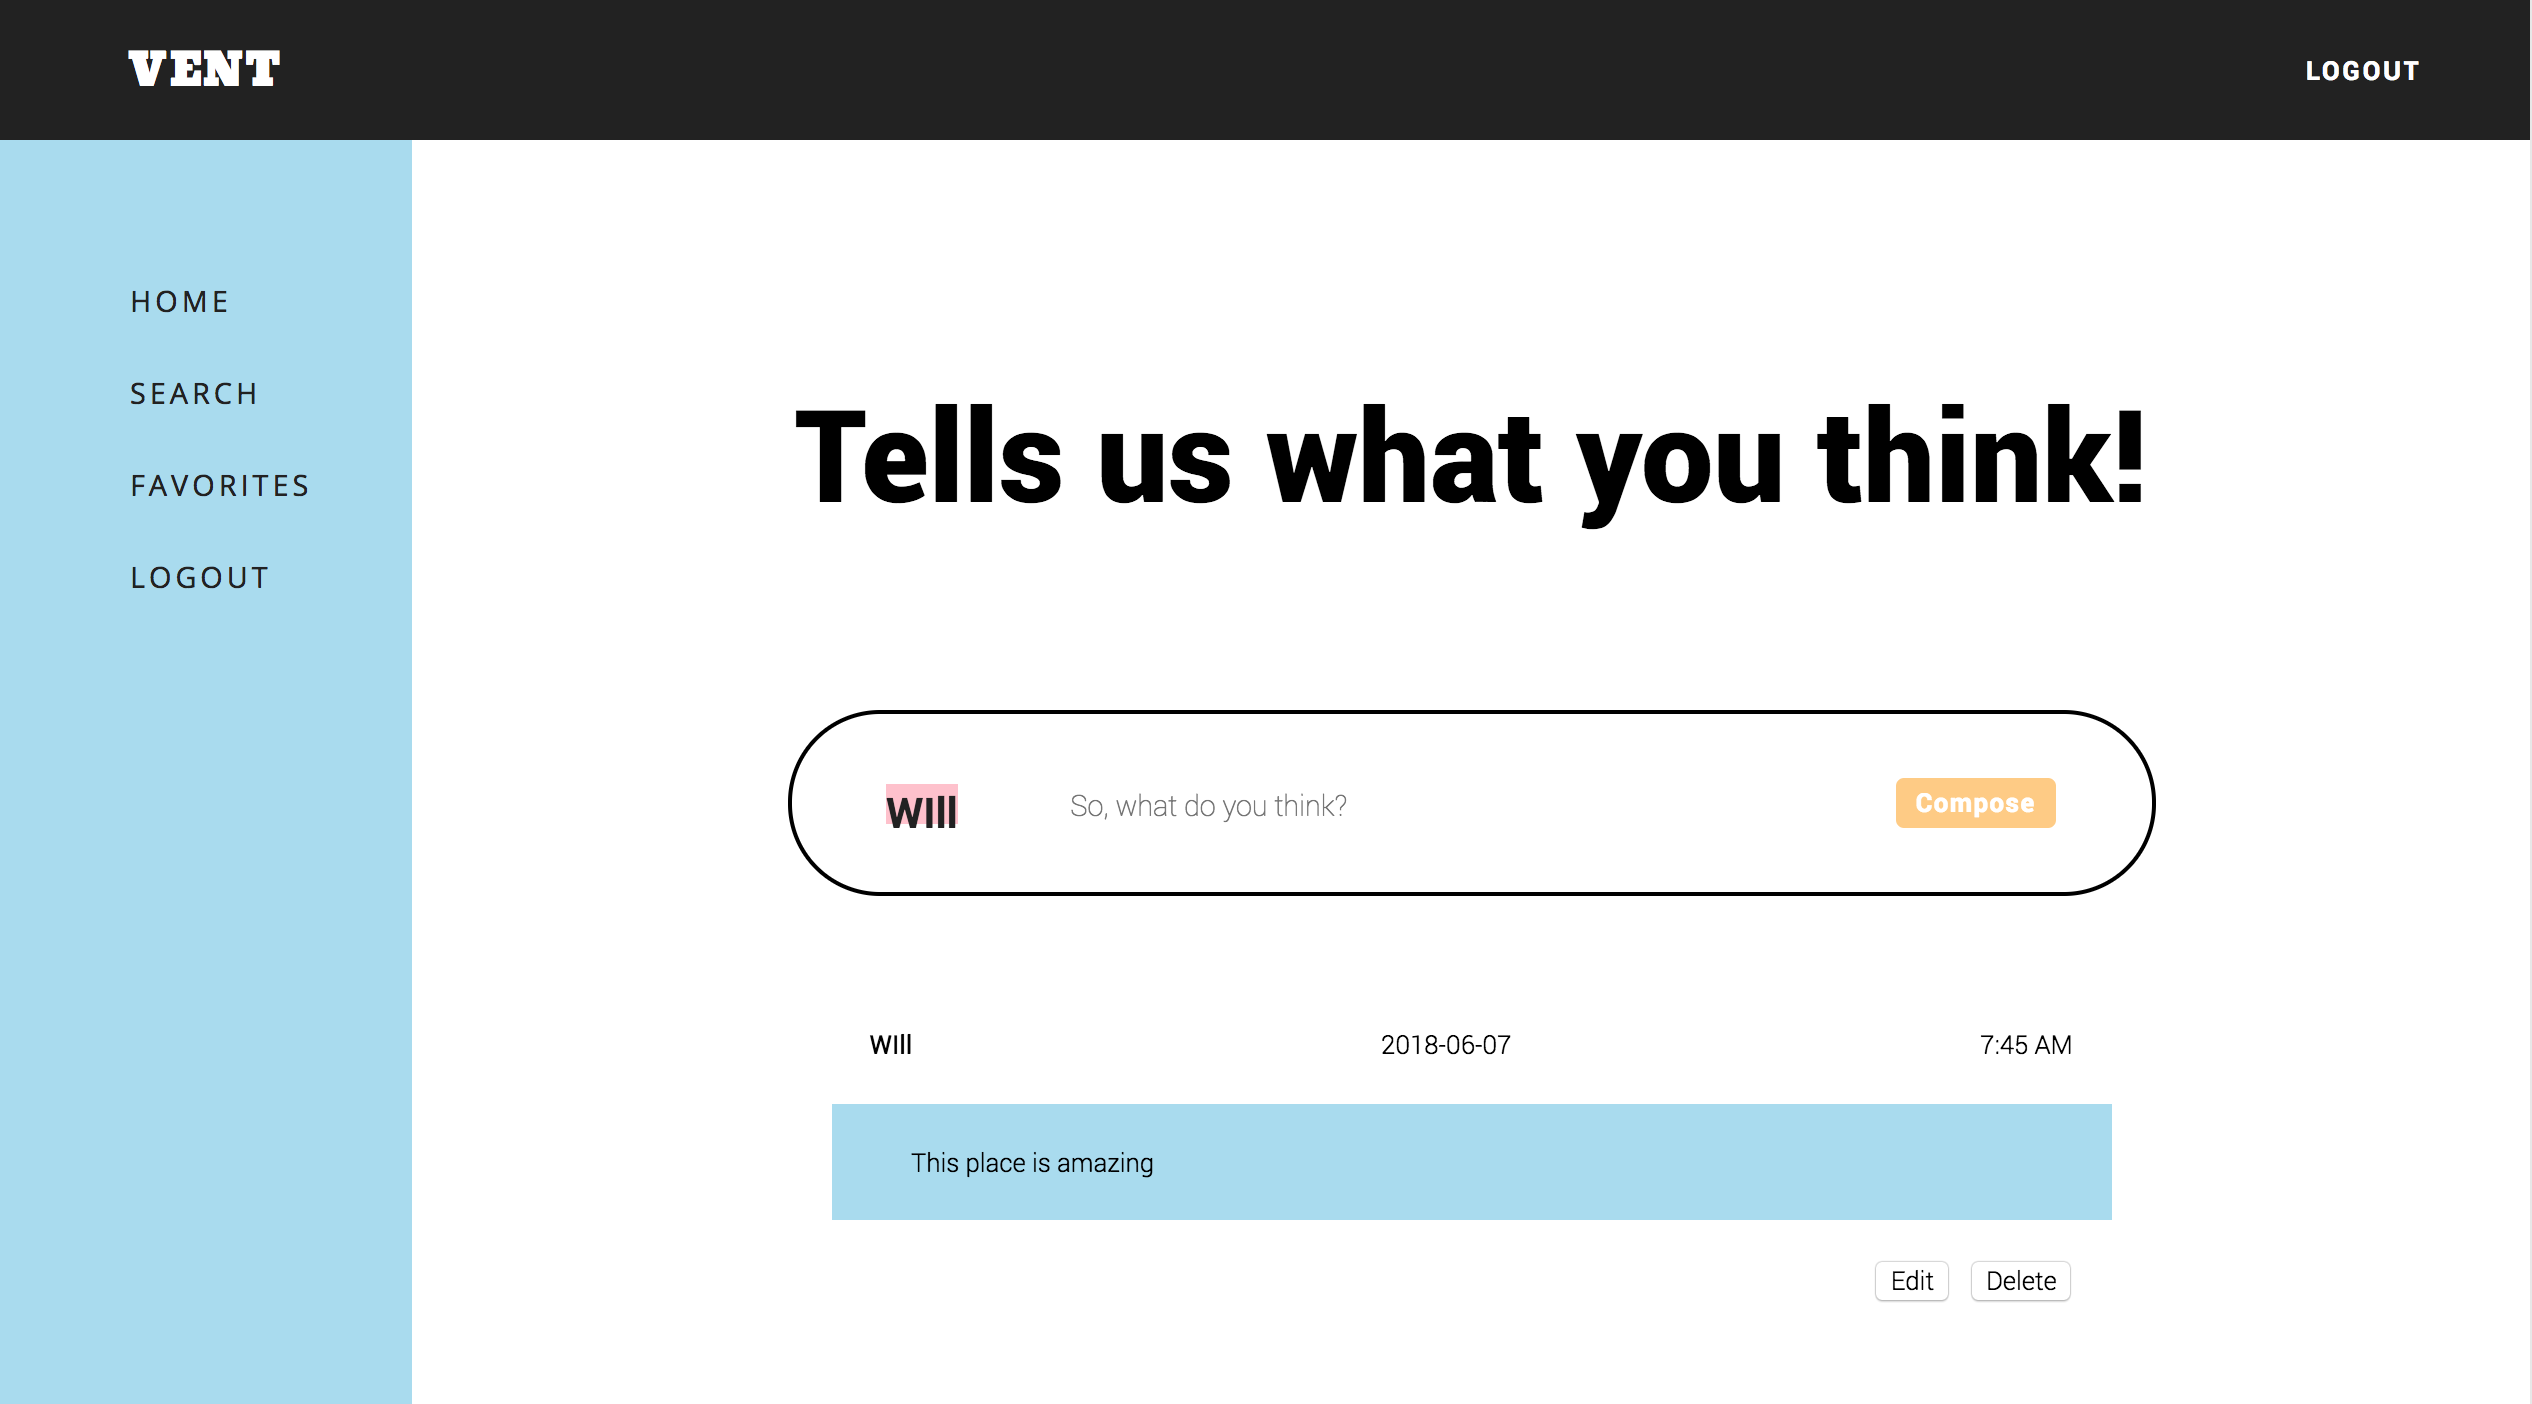 VENT
LOGOUT
HOME
SEARCH
FAVORITES
LOGOUT
Tells us what you think!
WIll
So, what do you think?
Compose
WIll
2018-06-07
7:45 AM
This place is amazing
Edit
Delete